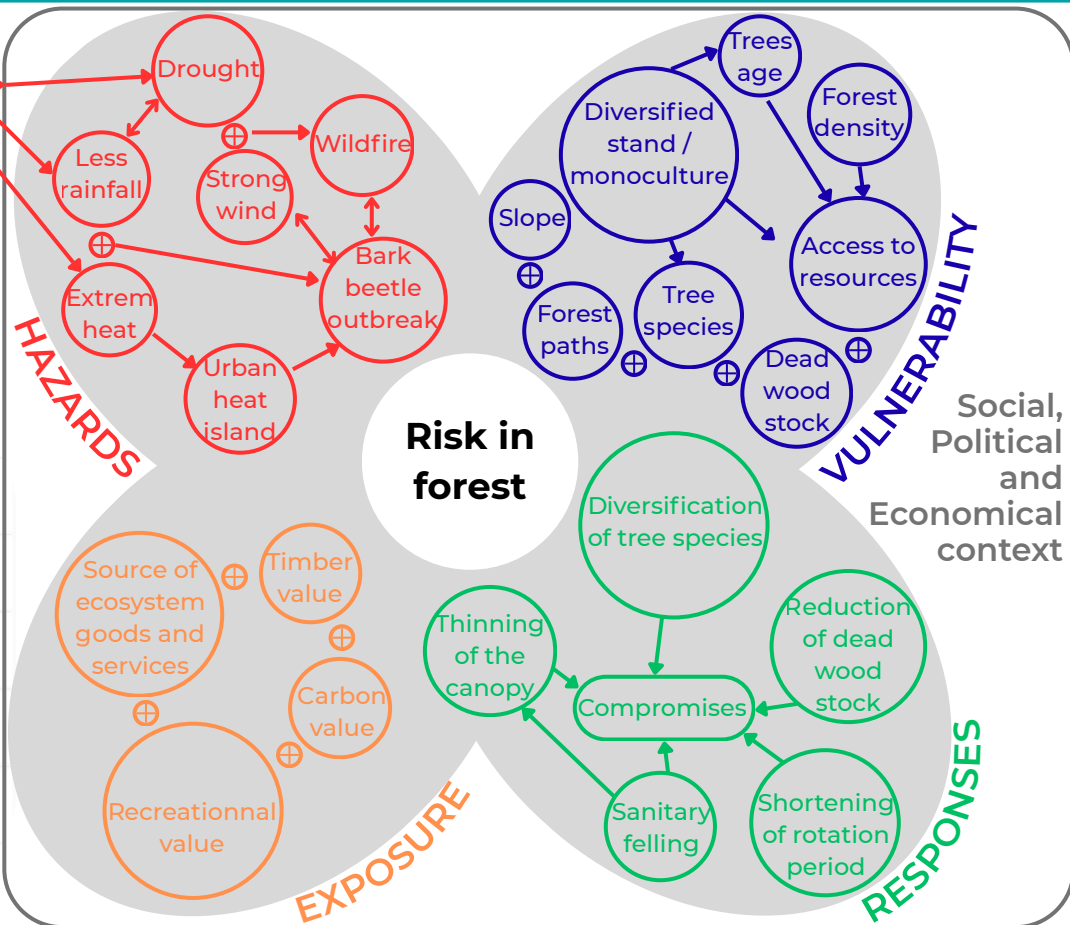 Drought
Wildfire
Less
rainfall
Strong
wind
Bark
beetle
outbreak
Extrem
heat
Urban
heat
island
HAZARDS
Trees
age
Diversified
stand /
monoculture
Forest
density
Slope
Access to
resources
Forest
paths
Tree
species
Dead
wood
stock
VULNERABILITY
Social,
Political
and
Economical
context
Risk in
forest
Source of
ecosystem
goods and
services
Timber
value
Carbon
value
Recreationnal
value
EXPOSURE
Diversification
of tree species
Thinning
of the
canopy
Reduction
of dead
wood
stock
Compromises
Sanitary
felling
Shortening
of rotation
period
RESPONSES